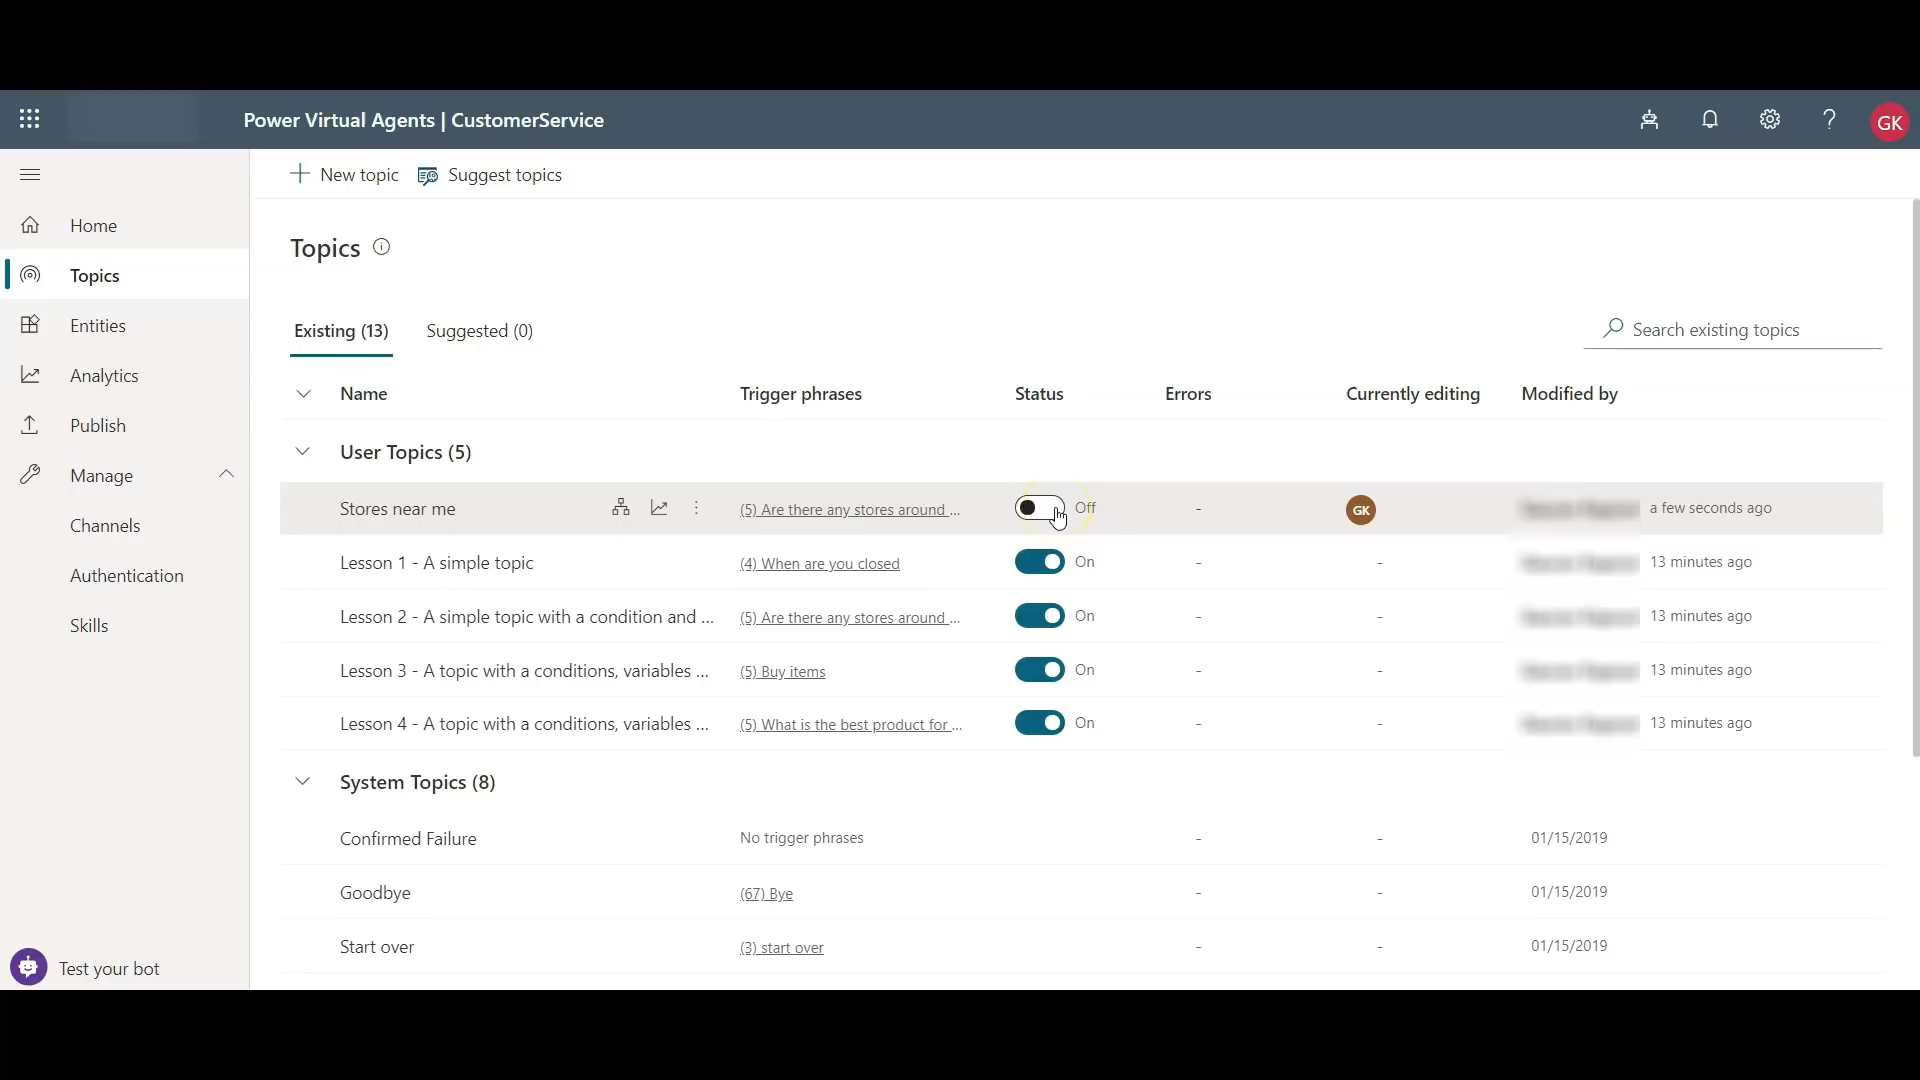 Power Virtual Agents | CustomerService
GK
New topic
Suggest topics
Home
Topics
Entities
Analytics
Publish
Manage
Channels
Authentication
Skills
Test your bot
Topics
Existing (13)
Suggested (0)
Search existing topics
Name Trigger phrases Status Errors Currently editing Modified by
User Topics (5)
Stores near me (5) Are there any stores around ... Off - GK a few seconds ago
Lesson 1 - A simple topic (4) When are you closed On - - 13 minutes ago
Lesson 2 - A simple topic with a condition and ... (5) Are there any stores around ... On - - 13 minutes ago
Lesson 3 - A topic with a conditions, variables ... (5) Buy items On - - 13 minutes ago
Lesson 4 - A topic with a conditions, variables ... (5) What is the best product for ... On - - 13 minutes ago
System Topics (8)
Confirmed Failure No trigger phrases - - 01/15/2019
Goodbye (67) Bye - - 01/15/2019
Start over (3) start over - - 01/15/2019